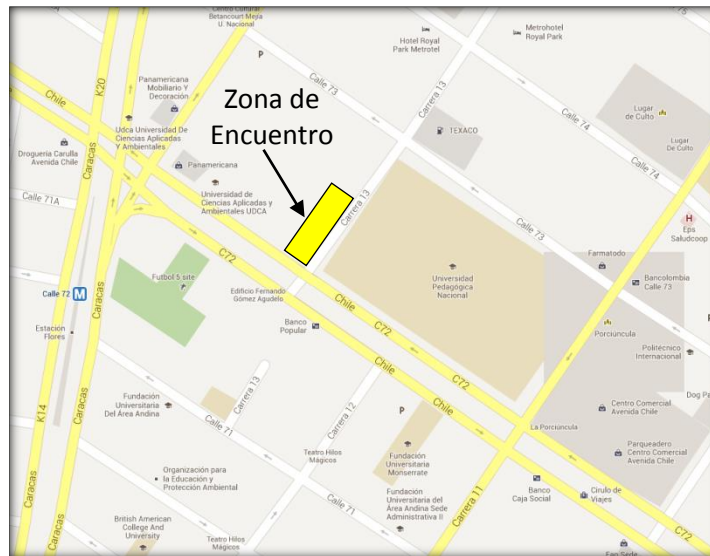 Centro Cultural
Betancourt Mejía
U. Nacional
P
Hotel Royal
Park Metrotel
Metrohotel
Royal Park
Calle 73
Carrera 13
Calle 74
K20
Caracas
Chile
Panamericana
Mobiliario Y
Decoración
Zona de
Encuentro
TEXACO
Lugar
de Culto
Lugar
De Culto
Calle 74
Udca Universidad De
Ciencias Aplicadas
Y Ambientales
Chile
Droguería Carulla
Avenida Chile
Panamericana
Caracas
Calle 71A
Universidad de
Ciencias Aplicadas y
Ambientales UDCA
Carrera 13
Calle 73
H
Eps
Saludcoop
C72
Farmatodo
Universidad
Pedagógica
Nacional
Bancolombia
Calle 73
Futbol 5 site
Calle 72 M
Caracas
Edificio Fernando
Gómez Agudelo
Chile
Banco
Popular
C72
Porciúncula
Politécnico
Internacional
Estación
Flores
Chile
C72
Carrera 13
Fundación
Universitaria
Del Área Andina
K14
Caracas
Carrera 12
P
Chile
Centro Comercial
Avenida Chile
Dog Pa
La Porciúncula
Calle 71
Teatro Hilos
Mágicos
Fundación
Universitaria
Monserrate
Parqueadero
Centro Comercial
Avenida Chile
Organización para
la Educación y
Protección Ambiental
Calle 71
Fundación
Universitaria del
Área Andina Sede
Administrativa II
Carrera 11
Banco
Caja Social
Cirulo de
Viajes
Caracas
British American
College And
University
Teatro Hilos
Mágicos